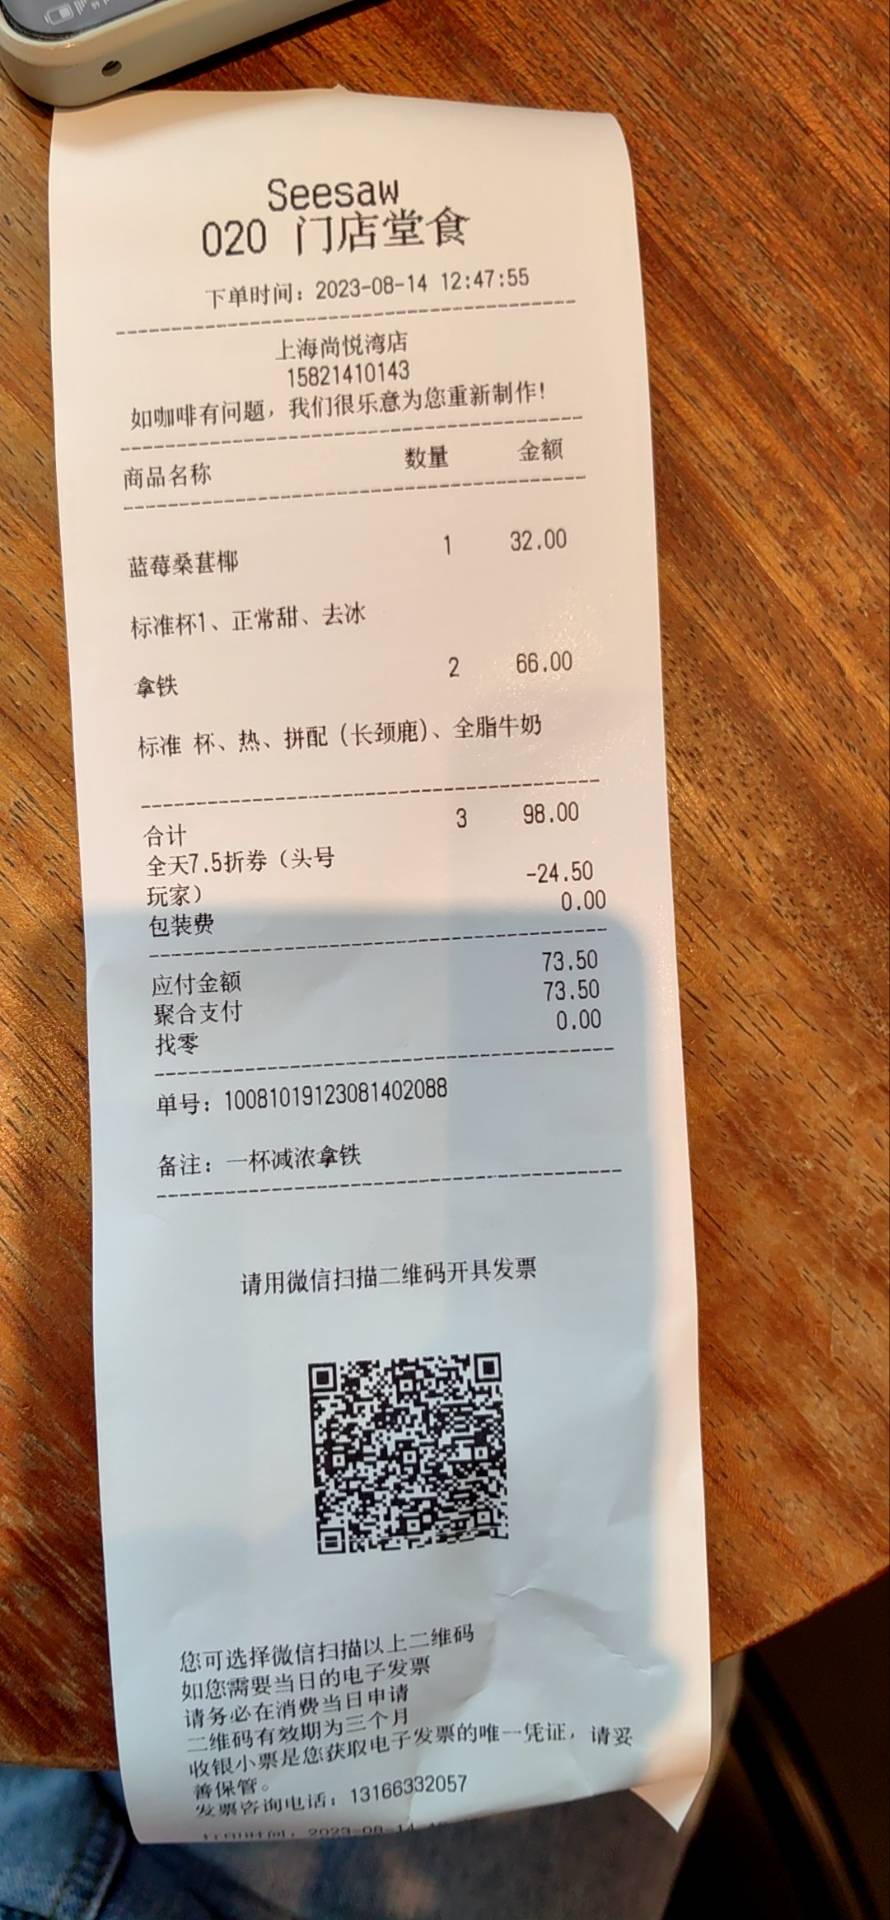 Seesaw
020 门店堂食
下单时间：2023-08-14 12:47:55
上海尚悦湾店
15821410143
如咖啡有问题，我们很乐意为您重新制作！
商品名称 数量 金额
蓝莓桑葚椰 1 32.00
标准杯1、正常甜、去冰
拿铁 2 66.00
标准 杯、热、拼配（长颈鹿）、全脂牛奶
合计 3 98.00
全天7.5折券（头号
玩家） -24.50
包装费 0.00
应付金额 73.50
聚合支付 73.50
找零 0.00
单号：10081019123081402088
备注：一杯减浓拿铁
请用微信扫描二维码开具发票
您可选择微信扫描以上二维码
如您需要当日的电子发票
请务必在消费当日申请
二维码有效期为三个月
收银小票是您获取电子发票的唯一凭证，请妥
善保管。
发票咨询电话：13166332057
2023-08-14